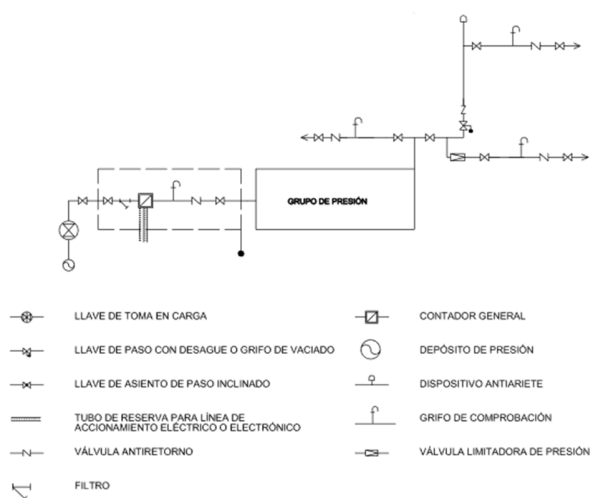 GRUPO DE PRESIÓN
LLAVE DE TOMA EN CARGA
LLAVE DE PASO CON DESAGUE O GRIFO DE VACIADO
LLAVE DE ASIENTO DE PASO INCLINADO
TUBO DE RESERVA PARA LÍNEA DE
ACCIONAMIENTO ELÉCTRICO O ELECTRÓNICO
VÁLVULA ANTIRETORNO
FILTRO
CONTADOR GENERAL
DEPÓSITO DE PRESIÓN
DISPOSITIVO ANTIARIETE
GRIFO DE COMPROBACIÓN
VÁLVULA LIMITADORA DE PRESIÓN